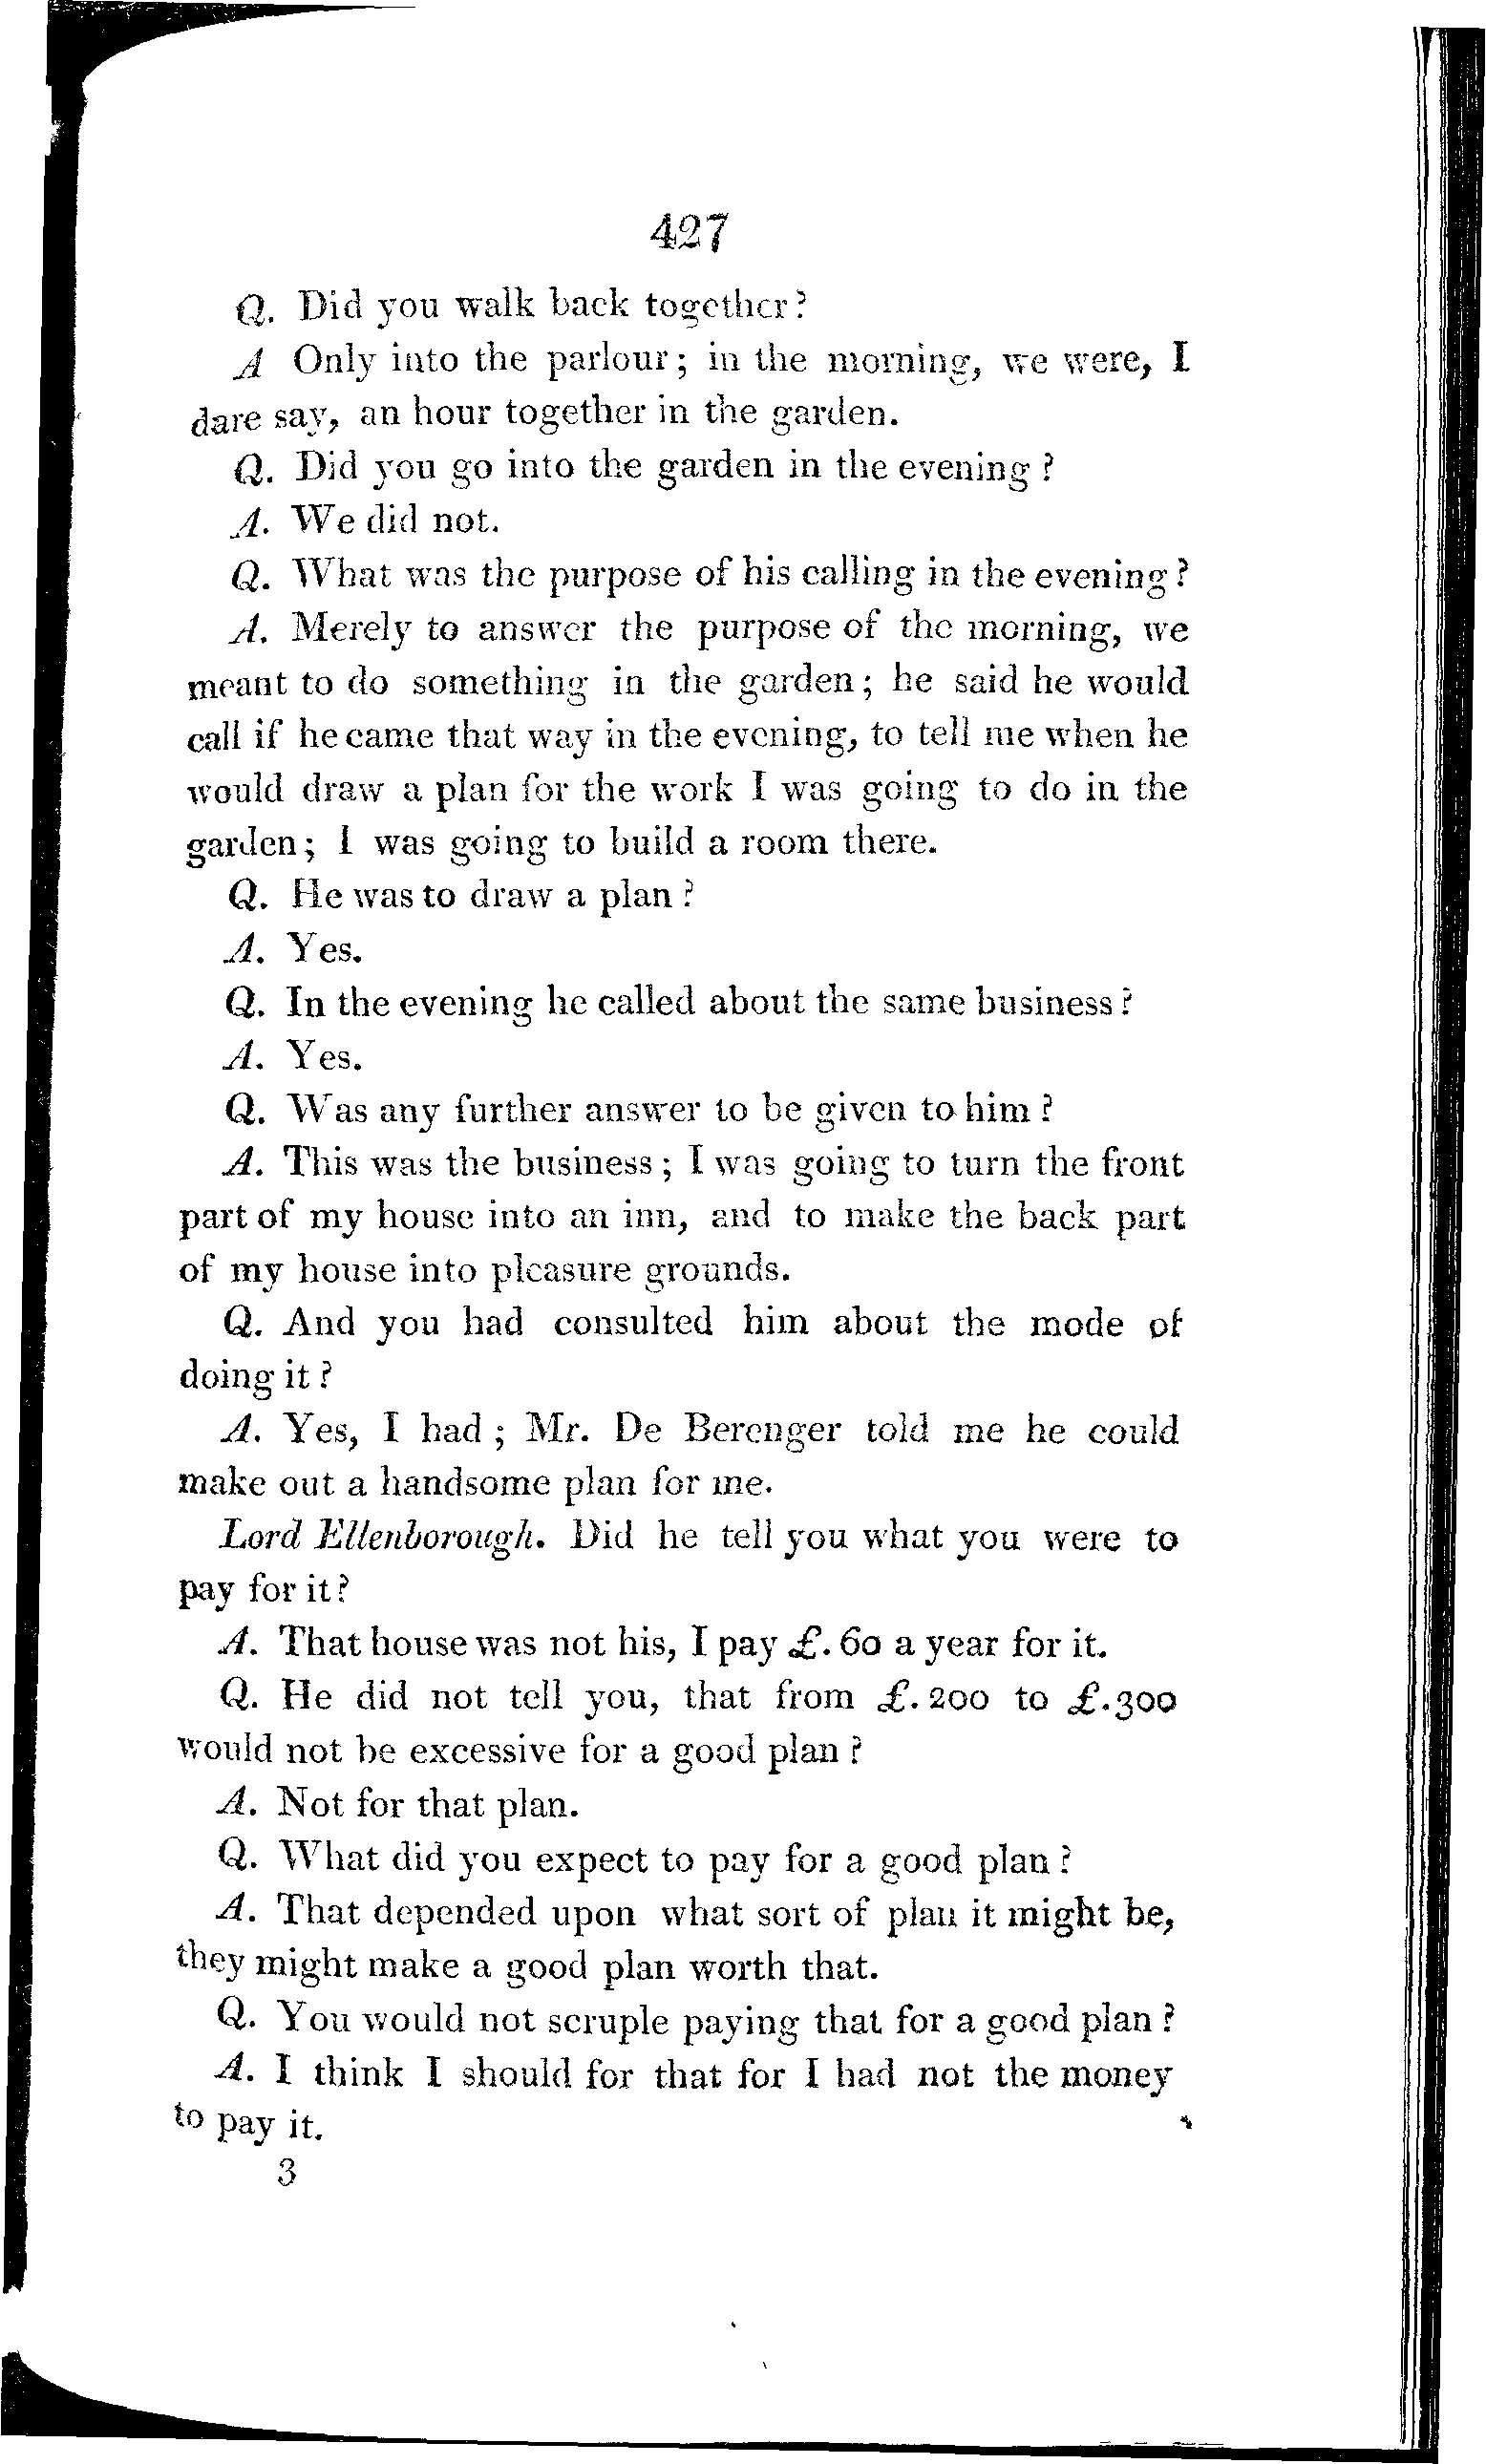 427
Q. Did you walk back together?
A Only into the parlour; in the morning, we were, I
dare say, an hour together in the garden.
Q. Did you go into the garden in the evening?
A. We did not.
Q. What was the purpose of his calling in the evening?
A. Merely to answer the purpose of the morning, we
meant to do something in the garden; he said he would
call if he came that way in the evening, to tell me when he
would draw a plan for the work I was going to do in the
garden; I was going to build a room there.
Q. He was to draw a plan?
A. Yes.
Q. In the evening he called about the same business?
A. Yes.
Q. Was any further answer to be given to him?
A. This was the business; I was going to turn the front
part of my house into an inn, and to make the back part
of my house into pleasure grounds.
Q. And you had consulted him about the mode of
doing it?
A. Yes, I had; Mr. De Berenger told me he could
make out a handsome plan for me.
Lord Ellenborough. Did he tell you what you were to
pay for it?
A. That house was not his, I pay £.60 a year for it.
Q. He did not tell you, that from £.200 to £.300
would not be excessive for a good plan?
A. Not for that plan.
Q. What did you expect to pay for a good plan?
A. That depended upon what sort of plan it might be,
they might make a good plan worth that.
Q. You would not scruple paying that for a good plan?
A. I think I should for that for I had not the money
to pay it.
3